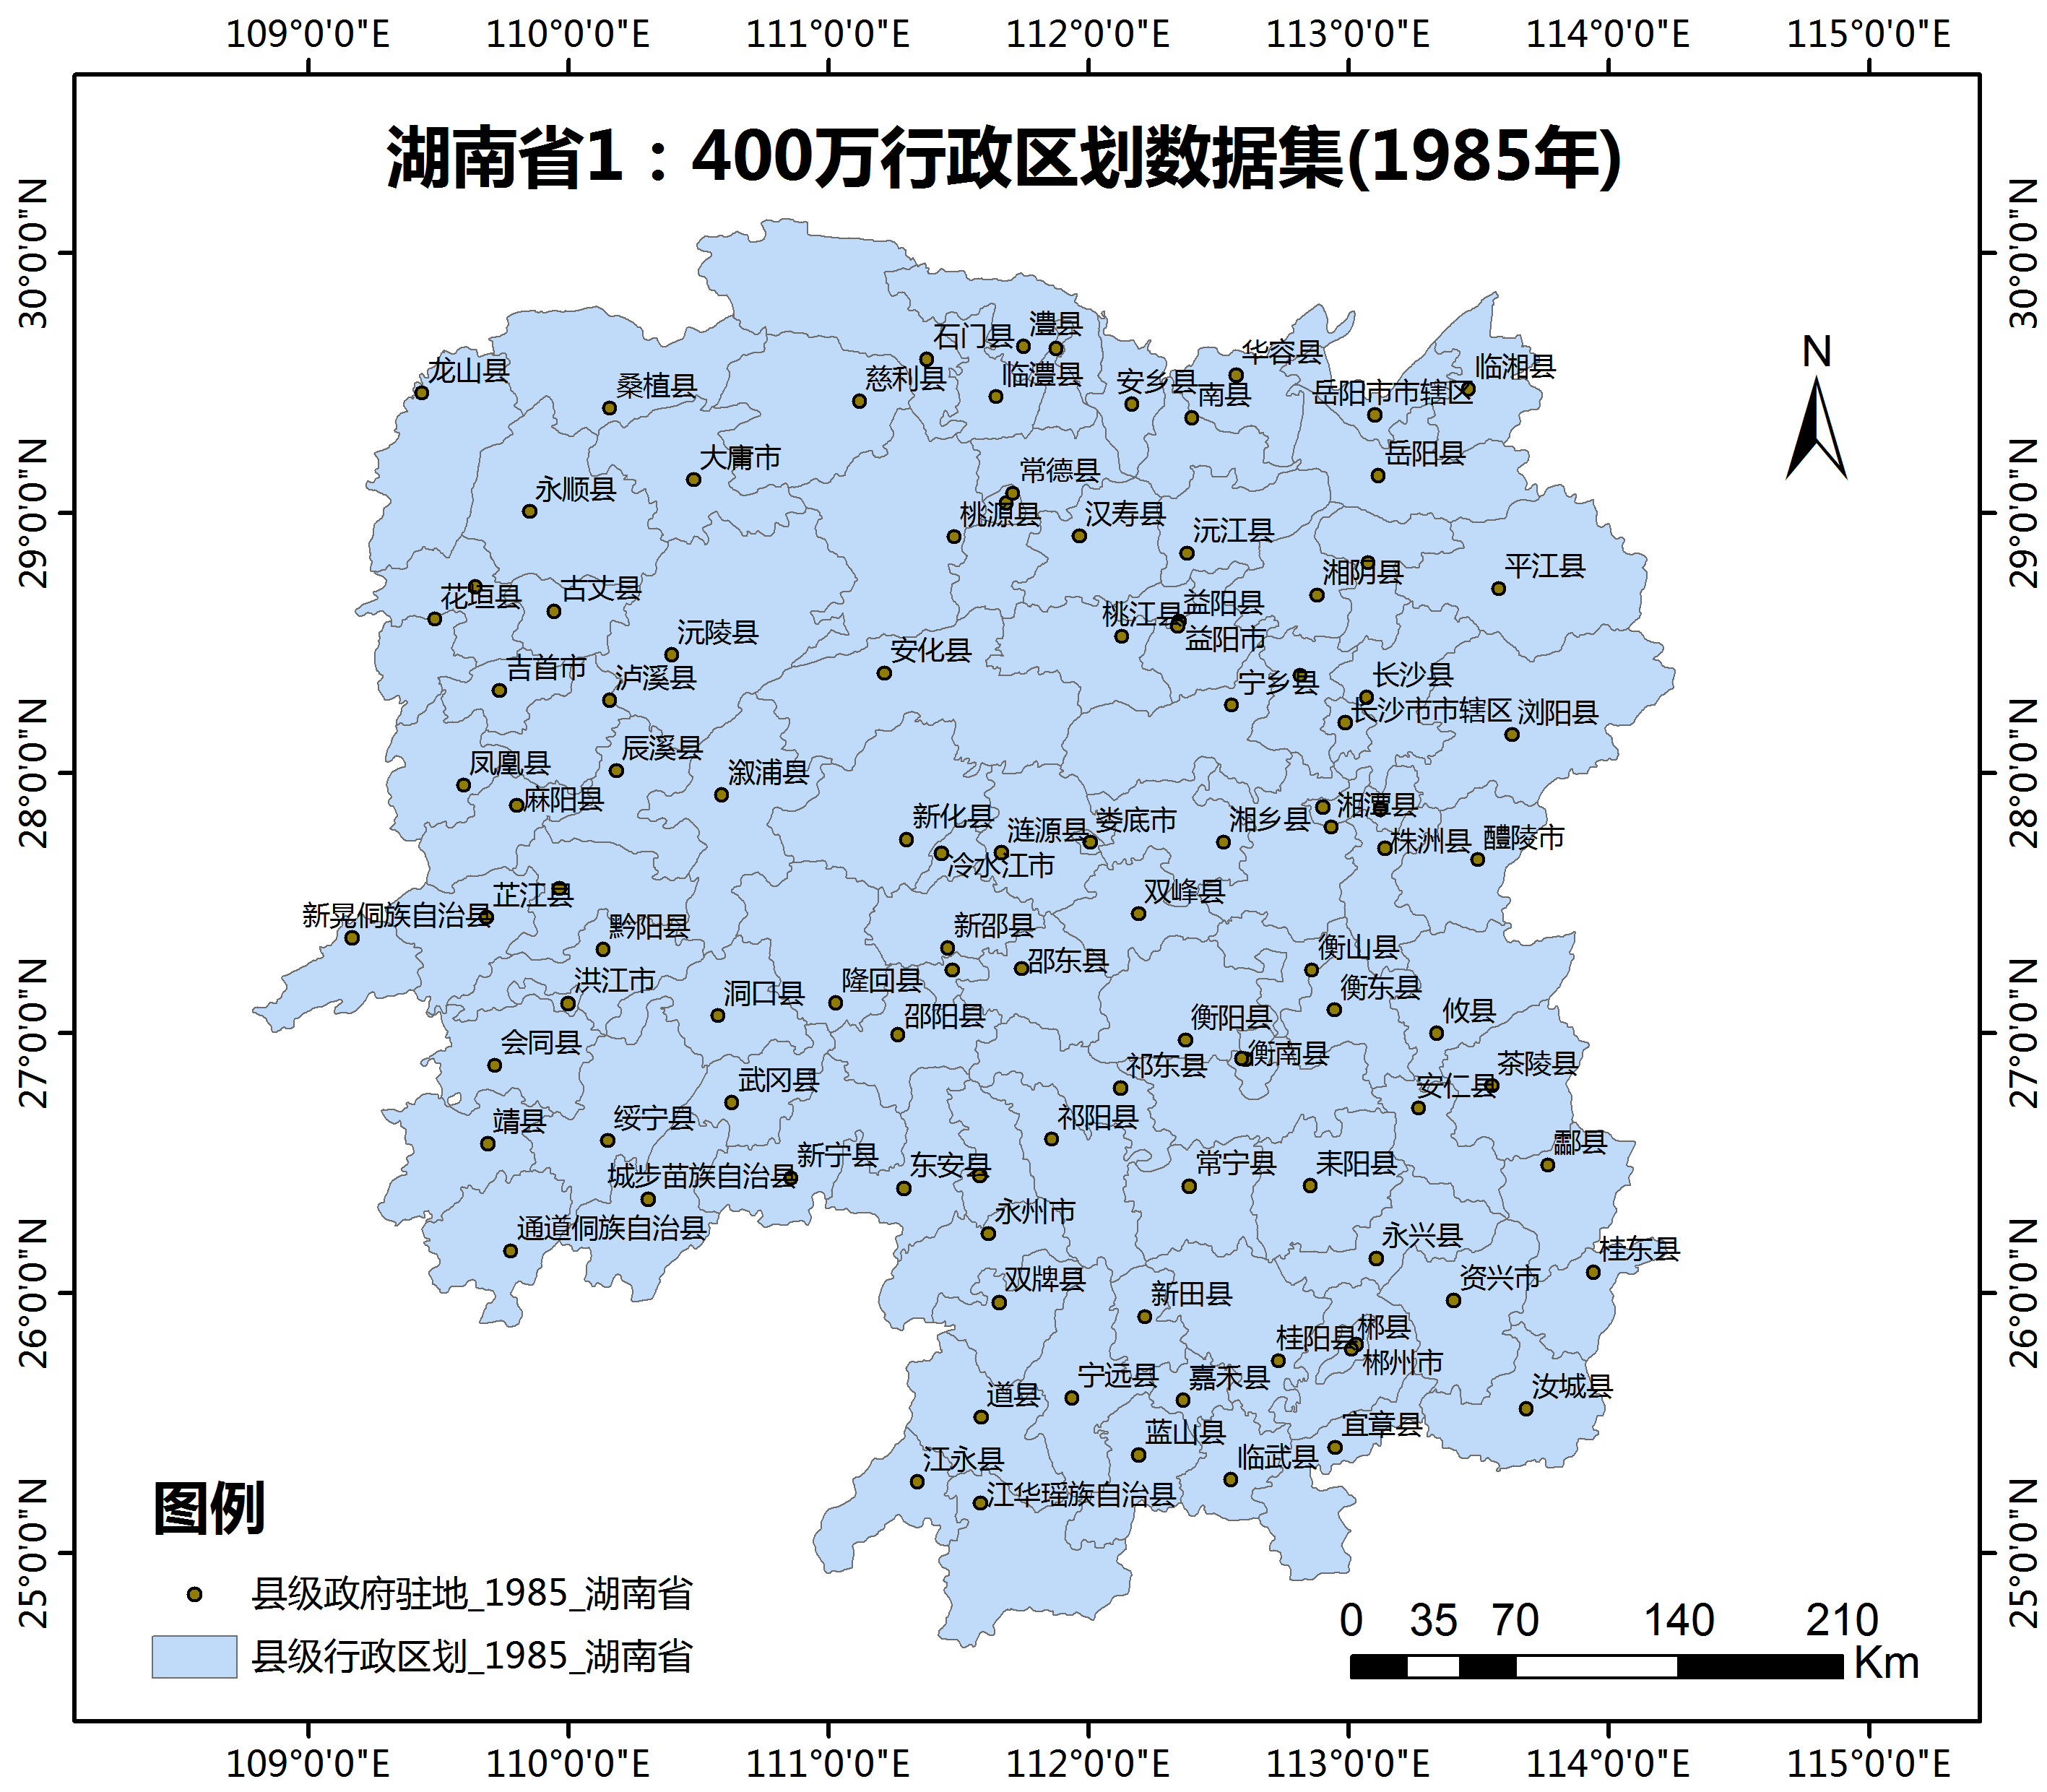 109°0'0"E 110°0'0"E 111°0'0"E 112°0'0"E 113°0'0"E 114°0'0"E 115°0'0"E
湖南省1：400万行政区划数据集(1985年)
30°0'0"N
30°0'0"N
29°0'0"N
29°0'0"N
28°0'0"N
28°0'0"N
27°0'0"N
27°0'0"N
26°0'0"N
26°0'0"N
25°0'0"N
25°0'0"N
N
石门县
澧县
华容县
龙山县
桑植县
慈利县
临澧县
安乡县
南县
岳阳市市辖区
临湘县
大庸市
岳阳县
永顺县
常德县
桃源县
汉寿县
沅江县
花垣县
古丈县
湘阴县
平江县
沅陵县
桃江县
益阳县
益阳市
安化县
吉首市
泸溪县
宁乡县
长沙县
长沙市市辖区
浏阳县
辰溪县
凤凰县
溆浦县
麻阳县
新化县
涟源县
娄底市
湘乡县
湘潭县
株洲县
醴陵市
冷水江市
芷江县
双峰县
新晃侗族自治县
黔阳县
新邵县
邵东县
衡山县
洪江市
洞口县
隆回县
衡东县
邵阳县
衡阳县
攸县
会同县
衡南县
祁东县
茶陵县
武冈县
安仁县
靖县
绥宁县
祁阳县
酃县
新宁县
城步苗族自治县
东安县
常宁县
耒阳县
通道侗族自治县
永州市
永兴县
桂东县
双牌县
新田县
资兴市
桂阳县
郴县
郴州市
宁远县
嘉禾县
道县
汝城县
蓝山县
宜章县
江永县
临武县
江华瑶族自治县
图例
县级政府驻地_1985_湖南省
县级行政区划_1985_湖南省
0 35 70 140 210
Km
109°0'0"E 110°0'0"E 111°0'0"E 112°0'0"E 113°0'0"E 114°0'0"E 115°0'0"E